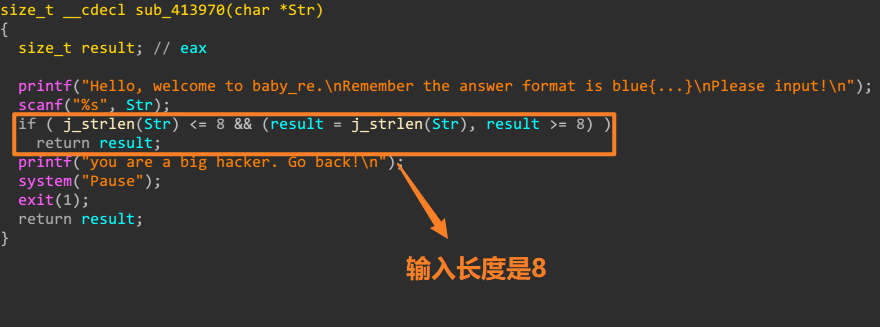 size_t __cdecl sub_413970(char *Str)
{
  size_t result; // eax
  printf("Hello, welcome to baby_re.\nRemember the answer format is blue{...}\nPlease input!\n");
  scanf("%s", Str);
  if ( j_strlen(Str) <= 8 && (result = j_strlen(Str), result >= 8) )
    return result;
  printf("you are a big hacker. Go back!\n");
  system("Pause");
  exit(1);
  return result;
}
输入长度是8